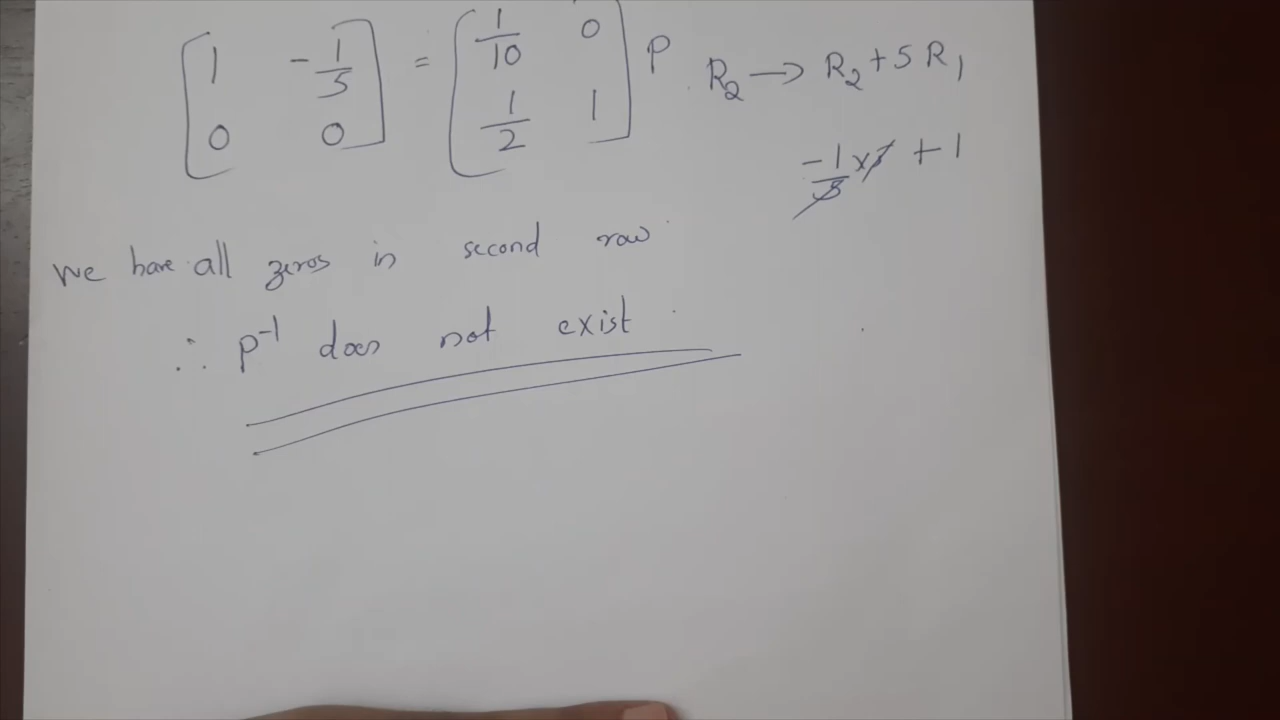 [1 -1/5; 0 0] = [1/10 0; 1/2 1] P R₂ → R₂ + 5 R₁
-1/5 × 5 + 1
We have all zeros in second row
∴ P⁻¹ does not exist